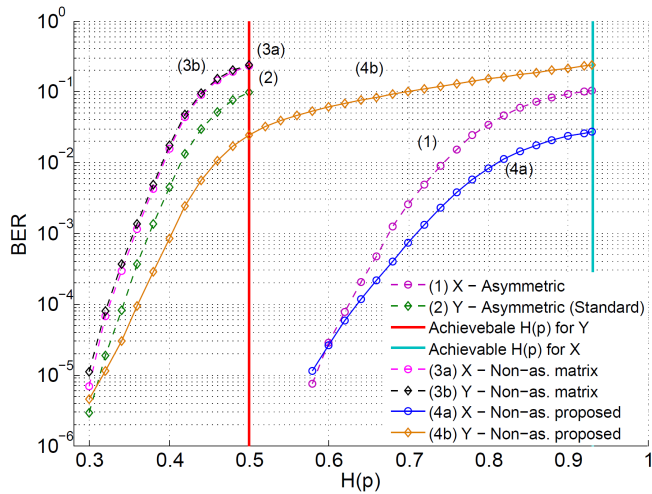 10^0
10^-1
10^-2
10^-3
10^-4
10^-5
10^-6
BER
(3b)
(3a)
(2)
(4b)
(1)
(4a)
(1) X − Asymmetric
(2) Y − Asymmetric (Standard)
Achievebale H(p) for Y
Achievable H(p) for X
(3a) X − Non−as. matrix
(3b) Y − Non−as. matrix
(4a) X − Non−as. proposed
(4b) Y − Non−as. proposed
0.3 0.4 0.5 0.6 0.7 0.8 0.9 1
H(p)